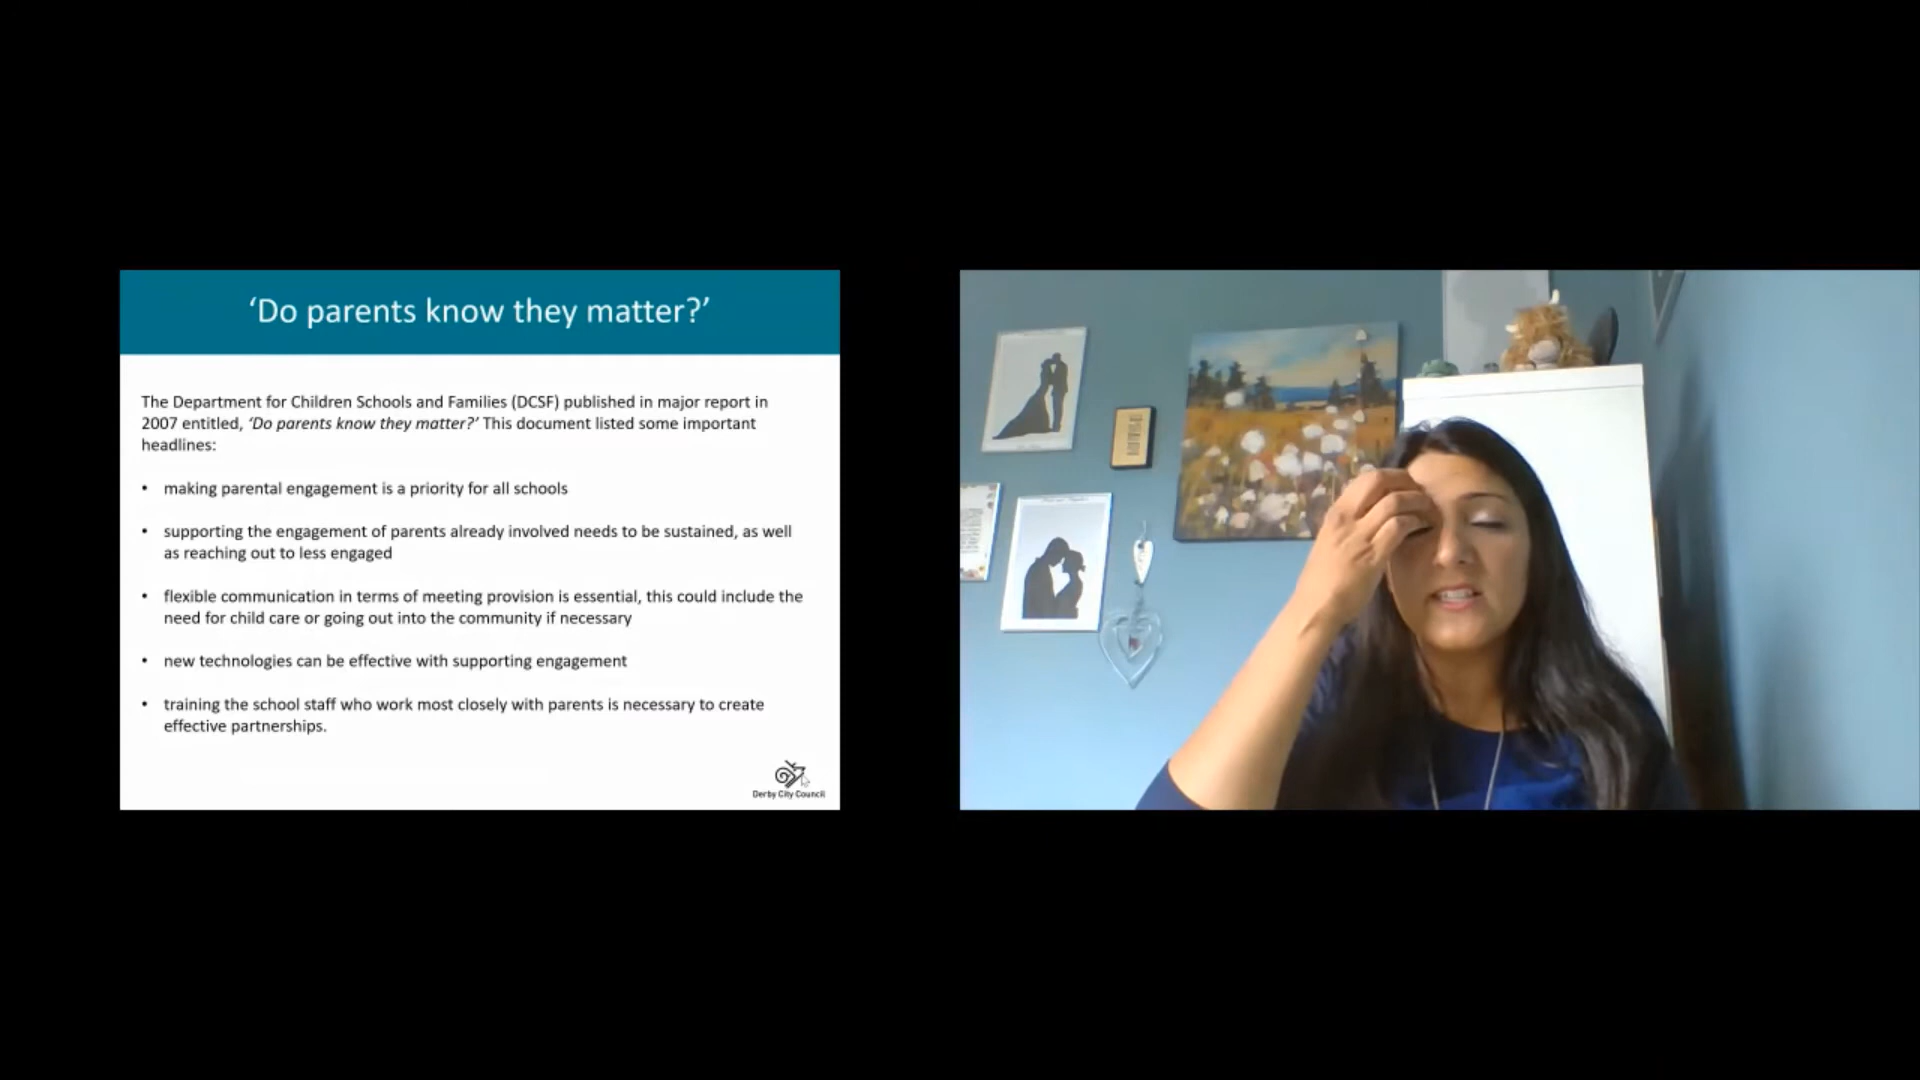 ‘Do parents know they matter?’
The Department for Children Schools and Families (DCSF) published in major report in
2007 entitled, ‘Do parents know they matter?’ This document listed some important
headlines:
• making parental engagement is a priority for all schools
• supporting the engagement of parents already involved needs to be sustained, as well
as reaching out to less engaged
• flexible communication in terms of meeting provision is essential, this could include the
need for child care or going out into the community if necessary
• new technologies can be effective with supporting engagement
• training the school staff who work most closely with parents is necessary to create
effective partnerships.
Derby City Council